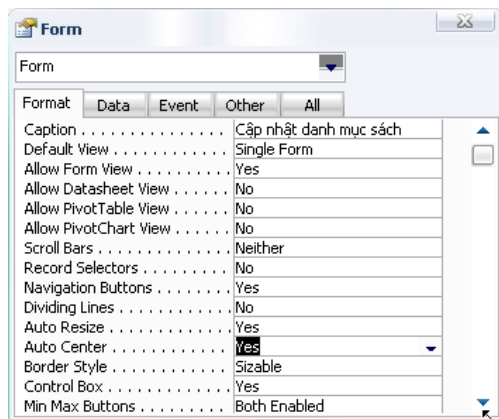 Form
Form
Format Data Event Other All
Caption . . . . . . . . . . . . . . . Cập nhật danh mục sách
Default View . . . . . . . . . . . Single Form
Allow Form View . . . . . . . . Yes
Allow Datasheet View . . . . . . No
Allow PivotTable View . . . . . . No
Allow PivotChart View . . . . . . No
Scroll Bars . . . . . . . . . . . . . Neither
Record Selectors . . . . . . . . . No
Navigation Buttons . . . . . . . Yes
Dividing Lines . . . . . . . . . . . No
Auto Resize . . . . . . . . . . . . Yes
Auto Center . . . . . . . . . . . . Yes
Border Style . . . . . . . . . . . . Sizable
Control Box . . . . . . . . . . . . Yes
Min Max Buttons . . . . . . . . . Both Enabled